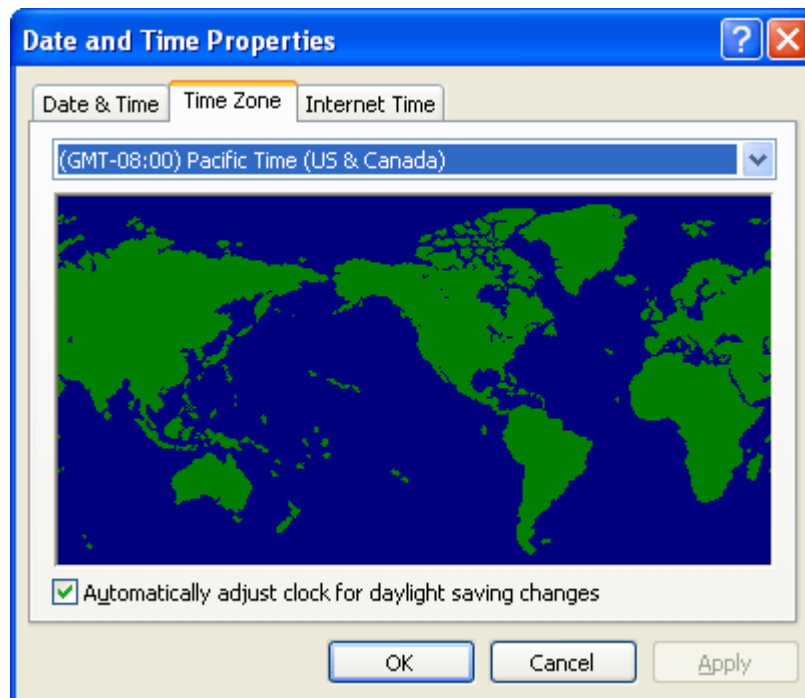 Date and Time Properties
Date & Time
Time Zone
Internet Time
(GMT-08:00) Pacific Time (US & Canada)
Automatically adjust clock for daylight saving changes
OK
Cancel
Apply